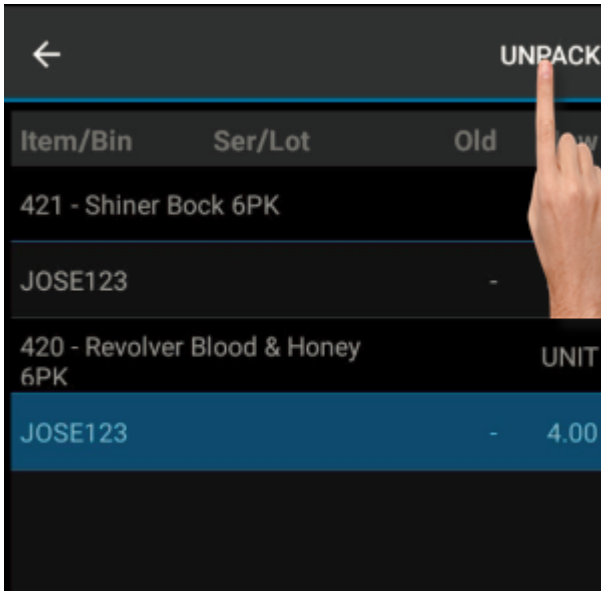 UNPACK
Item/Bin Ser/Lot Old
421 - Shiner Bock 6PK
JOSE123 -
420 - Revolver Blood & Honey
6PK
UNIT
JOSE123 - 4.00